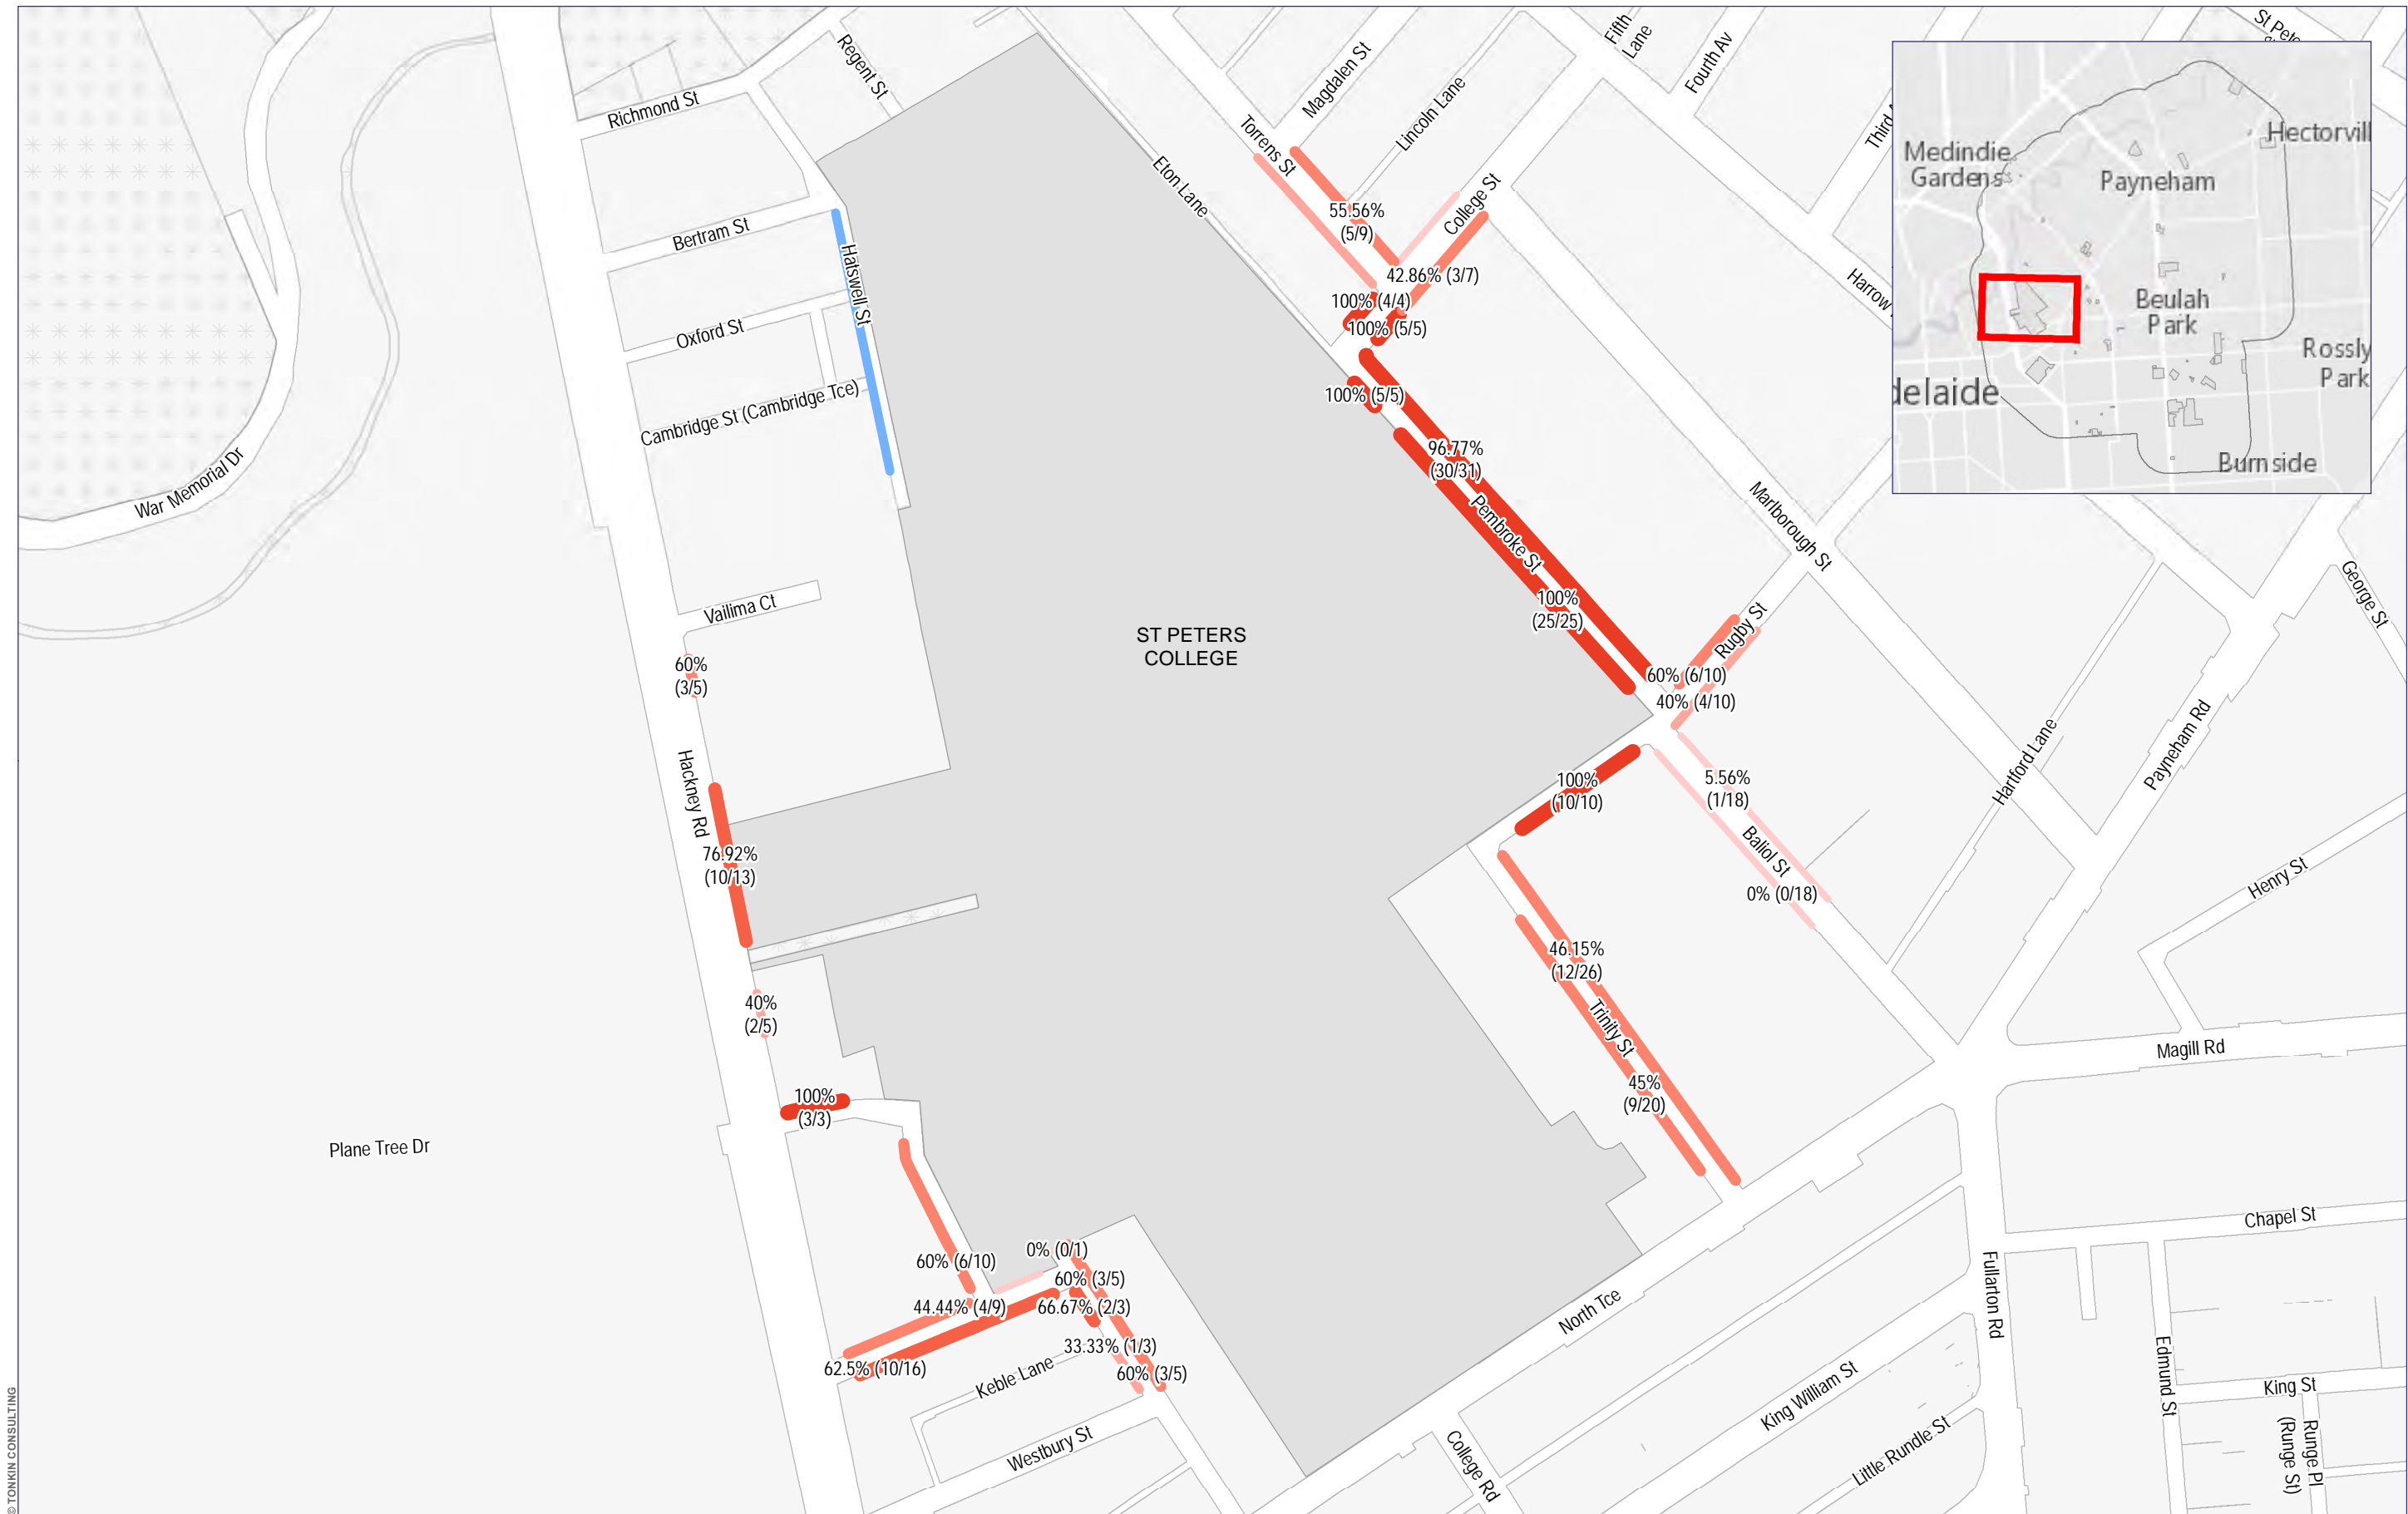 Regent St
Richmond St
Bertram St
Hatswell St
Oxford St
Cambridge St (Cambridge Tce)
War Memorial Dr
Vailima Ct
Hackney Rd
Plane Tree Dr
Eton Lane
Torrens St
Magdalen St
Lincoln Lane
College St
Fifth
Lane
Fourth Av
Third
Harrow
St Pete
Medindie
Gardens
Payneham
Hectorvill
Beulah
Park
Rossly
Park
delaide
Burnside
55.56%
(5/9)
42.86% (3/7)
100% (4/4)
100% (5/5)
100% (5/5)
96.77%
(30/31)
Pembroke St
100%
(25/25)
Marlborough St
Rugby St
60% (6/10)
40% (4/10)
ST PETERS
COLLEGE
60%
(3/5)
76.92%
(10/13)
40%
(2/5)
100%
(3/3)
100%
(10/10)
5.56%
(1/18)
Baliol St
0% (0/18)
46.15%
(12/26)
Trinity St
45%
(9/20)
Hartford Lane
Payneham Rd
George St
Henry St
Magill Rd
Chapel St
Fullarton Rd
Edmund St
King St
Runge Pl
(Runge St)
North Tce
King William St
Little Rundle St
College Rd
0% (0/1)
60% (6/10)
60% (3/5)
44.44% (4/9)
66.67% (2/3)
33.33% (1/3)
62.5% (10/16)
60% (3/5)
Keble Lane
Westbury St
© TONKIN CONSULTING